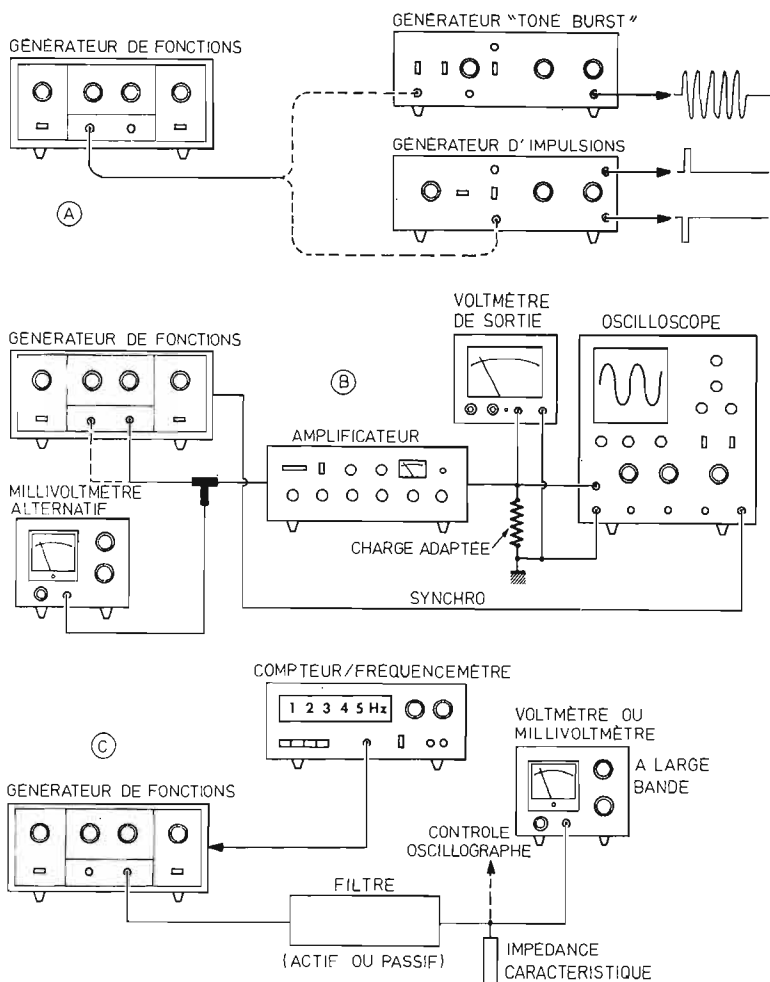 GÉNÉRATEUR DE FONCTIONS
GÉNÉRATEUR "TONE BURST"
GÉNÉRATEUR D'IMPULSIONS
A
GÉNÉRATEUR DE FONCTIONS
B
VOLTMÈTRE
DE SORTIE
OSCILLOSCOPE
AMPLIFICATEUR
MILLIVOLTMÈTRE
ALTERNATIF
CHARGE ADAPTÉE
SYNCHRO
COMPTEUR/FRÉQUENCEMÈTRE
1 2 3 4 5 Hz
C
VOLTMÈTRE OU
MILLIVOLTMÈTRE
A LARGE
BANDE
GÉNÉRATEUR DE FONCTIONS
CONTROLE
OSCILLOGRAPHE
FILTRE
(ACTIF OU PASSIF)
IMPÉDANCE
CARACTERISTIQUE